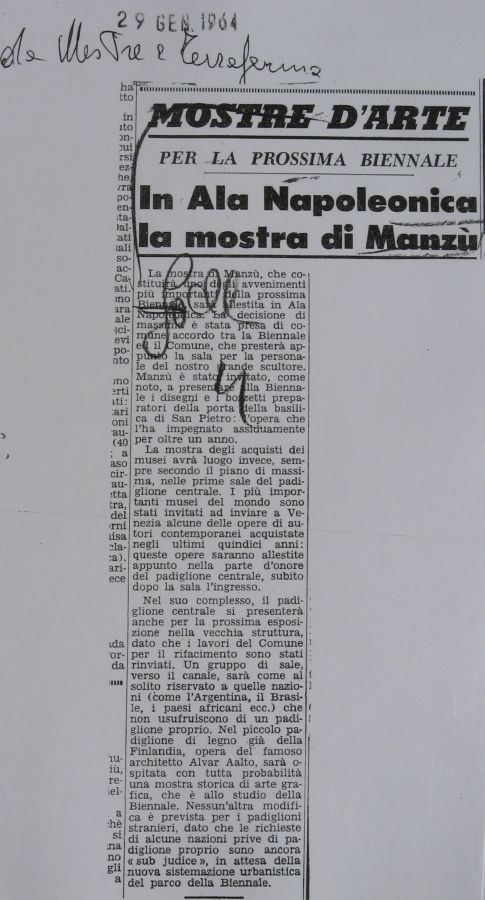 29 GEN. 1964
Mestre e Terraferma
MOSTRE D'ARTE
PER LA PROSSIMA BIENNALE
In Ala Napoleonica
la mostra di Manzù
La mostra di Manzù, che co-
stituirà uno degli avvenimenti
più importanti della prossima
Biennale sarà allestita in Ala
Napoleonica. La decisione di
massima è stata presa di co-
mune accordo tra la Biennale
ed il Comune, che presterà ap-
punto la sala per la persona-
le del nostro grande scultore.
Manzù è stato invitato, come
noto, a presentare alla Bienna-
le i disegni e i bozzetti prepa-
ratori della porta della basili-
ca di San Pietro: l'opera che
l'ha impegnato assiduamente
per oltre un anno.
La mostra degli acquisti dei
musei avrà luogo invece, sem-
pre secondo il piano di massi-
ma, nelle prime sale del padi-
glione centrale. I più impor-
tanti musei del mondo sono
stati invitati ad inviare a Ve-
nezia alcune delle opere di au-
tori contemporanei acquistate
negli ultimi quindici anni:
queste opere saranno allestite
appunto nella parte d'onore
del padiglione centrale, subito
dopo la sala l'ingresso.
Nel suo complesso, il padi-
glione centrale si presenterà
anche per la prossima esposi-
zione nella vecchia struttura,
dato che i lavori del Comune
per il rifacimento sono stati
rinviati. Un gruppo di sale,
verso il canale, sarà come al
solito riservato a quelle nazio-
ni (come l'Argentina, il Brasi-
le, i paesi africani ecc.) che
non usufruiscono di un padi-
glione proprio. Nel piccolo pa-
diglione di legno già della
Finlandia, opera del famoso
architetto Alvar Aalto, sarà o-
spitata con tutta probabilità
una mostra storica di arte gra-
fica, che è allo studio della
Biennale. Nessun'altra modifi-
ca è prevista per i padiglioni
stranieri, dato che le richieste
di alcune nazioni prive di pa-
diglione proprio sono ancora
« sub judice », in attesa della
nuova sistemazione urbanistica
del parco della Biennale.